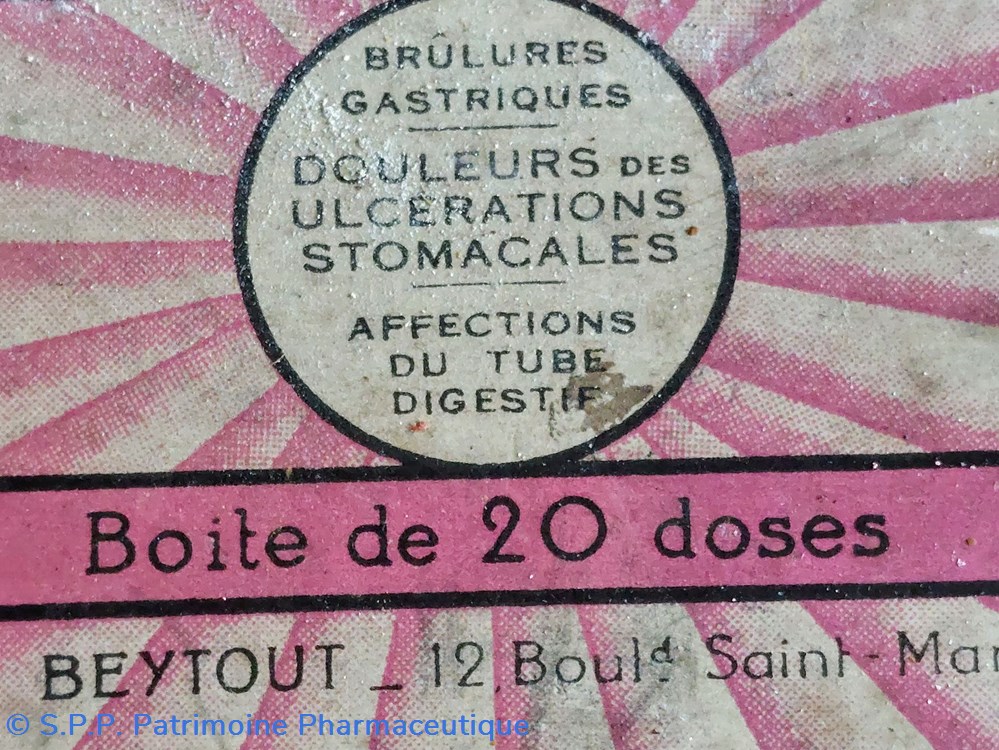 BRÛLURES
GASTRIQUES
DOULEURS DES
ULCÉRATIONS
STOMACALES
AFFECTIONS
DU TUBE
DIGESTIF
Boite de 20 doses
BEYTOUT _ 12, Boulᵈ Saint-Mar
© S.P.P. Patrimoine Pharmaceutique